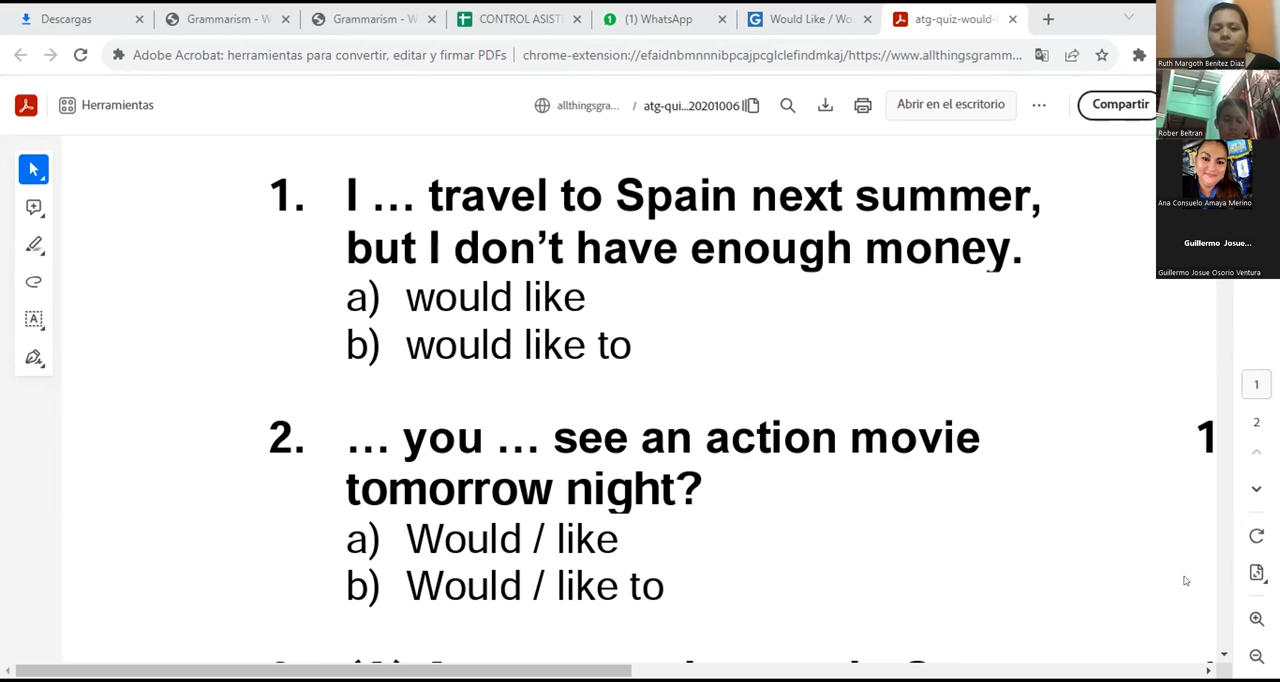 Descargas
Grammarism - W
Grammarism - W
CONTROL ASIST
(1) WhatsApp
Would Like / Wo
atg-quiz-would-
Adobe Acrobat: herramientas para convertir, editar y firmar PDFs
chrome-extension://efaidnbmnnnibpcajpcglclefindmkaj/https://www.allthingsgramm...
Herramientas
allthingsgra... / atg-qui...20201006
Abrir en el escritorio
Compartir
1. I ... travel to Spain next summer,
but I don't have enough money.
a) would like
b) would like to
2. ... you ... see an action movie
tomorrow night?
a) Would / like
b) Would / like to
1
1
2
Ruth Margoth Benitez Diaz
Rober Beltran
Ana Consuelo Amaya Merino
Guillermo Josue...
Guillermo Josue Osorio Ventura